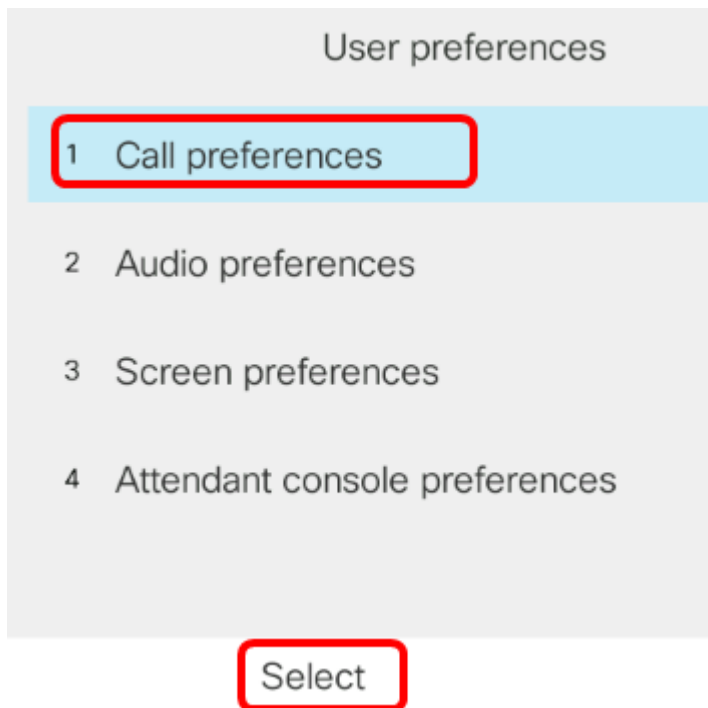 User preferences
1 Call preferences
2 Audio preferences
3 Screen preferences
4 Attendant console preferences
Select